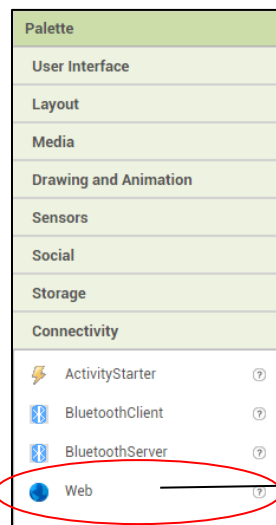 Palette
User Interface
Layout
Media
Drawing and Animation
Sensors
Social
Storage
Connectivity
ActivityStarter ?
BluetoothClient ?
BluetoothServer ?
Web ?